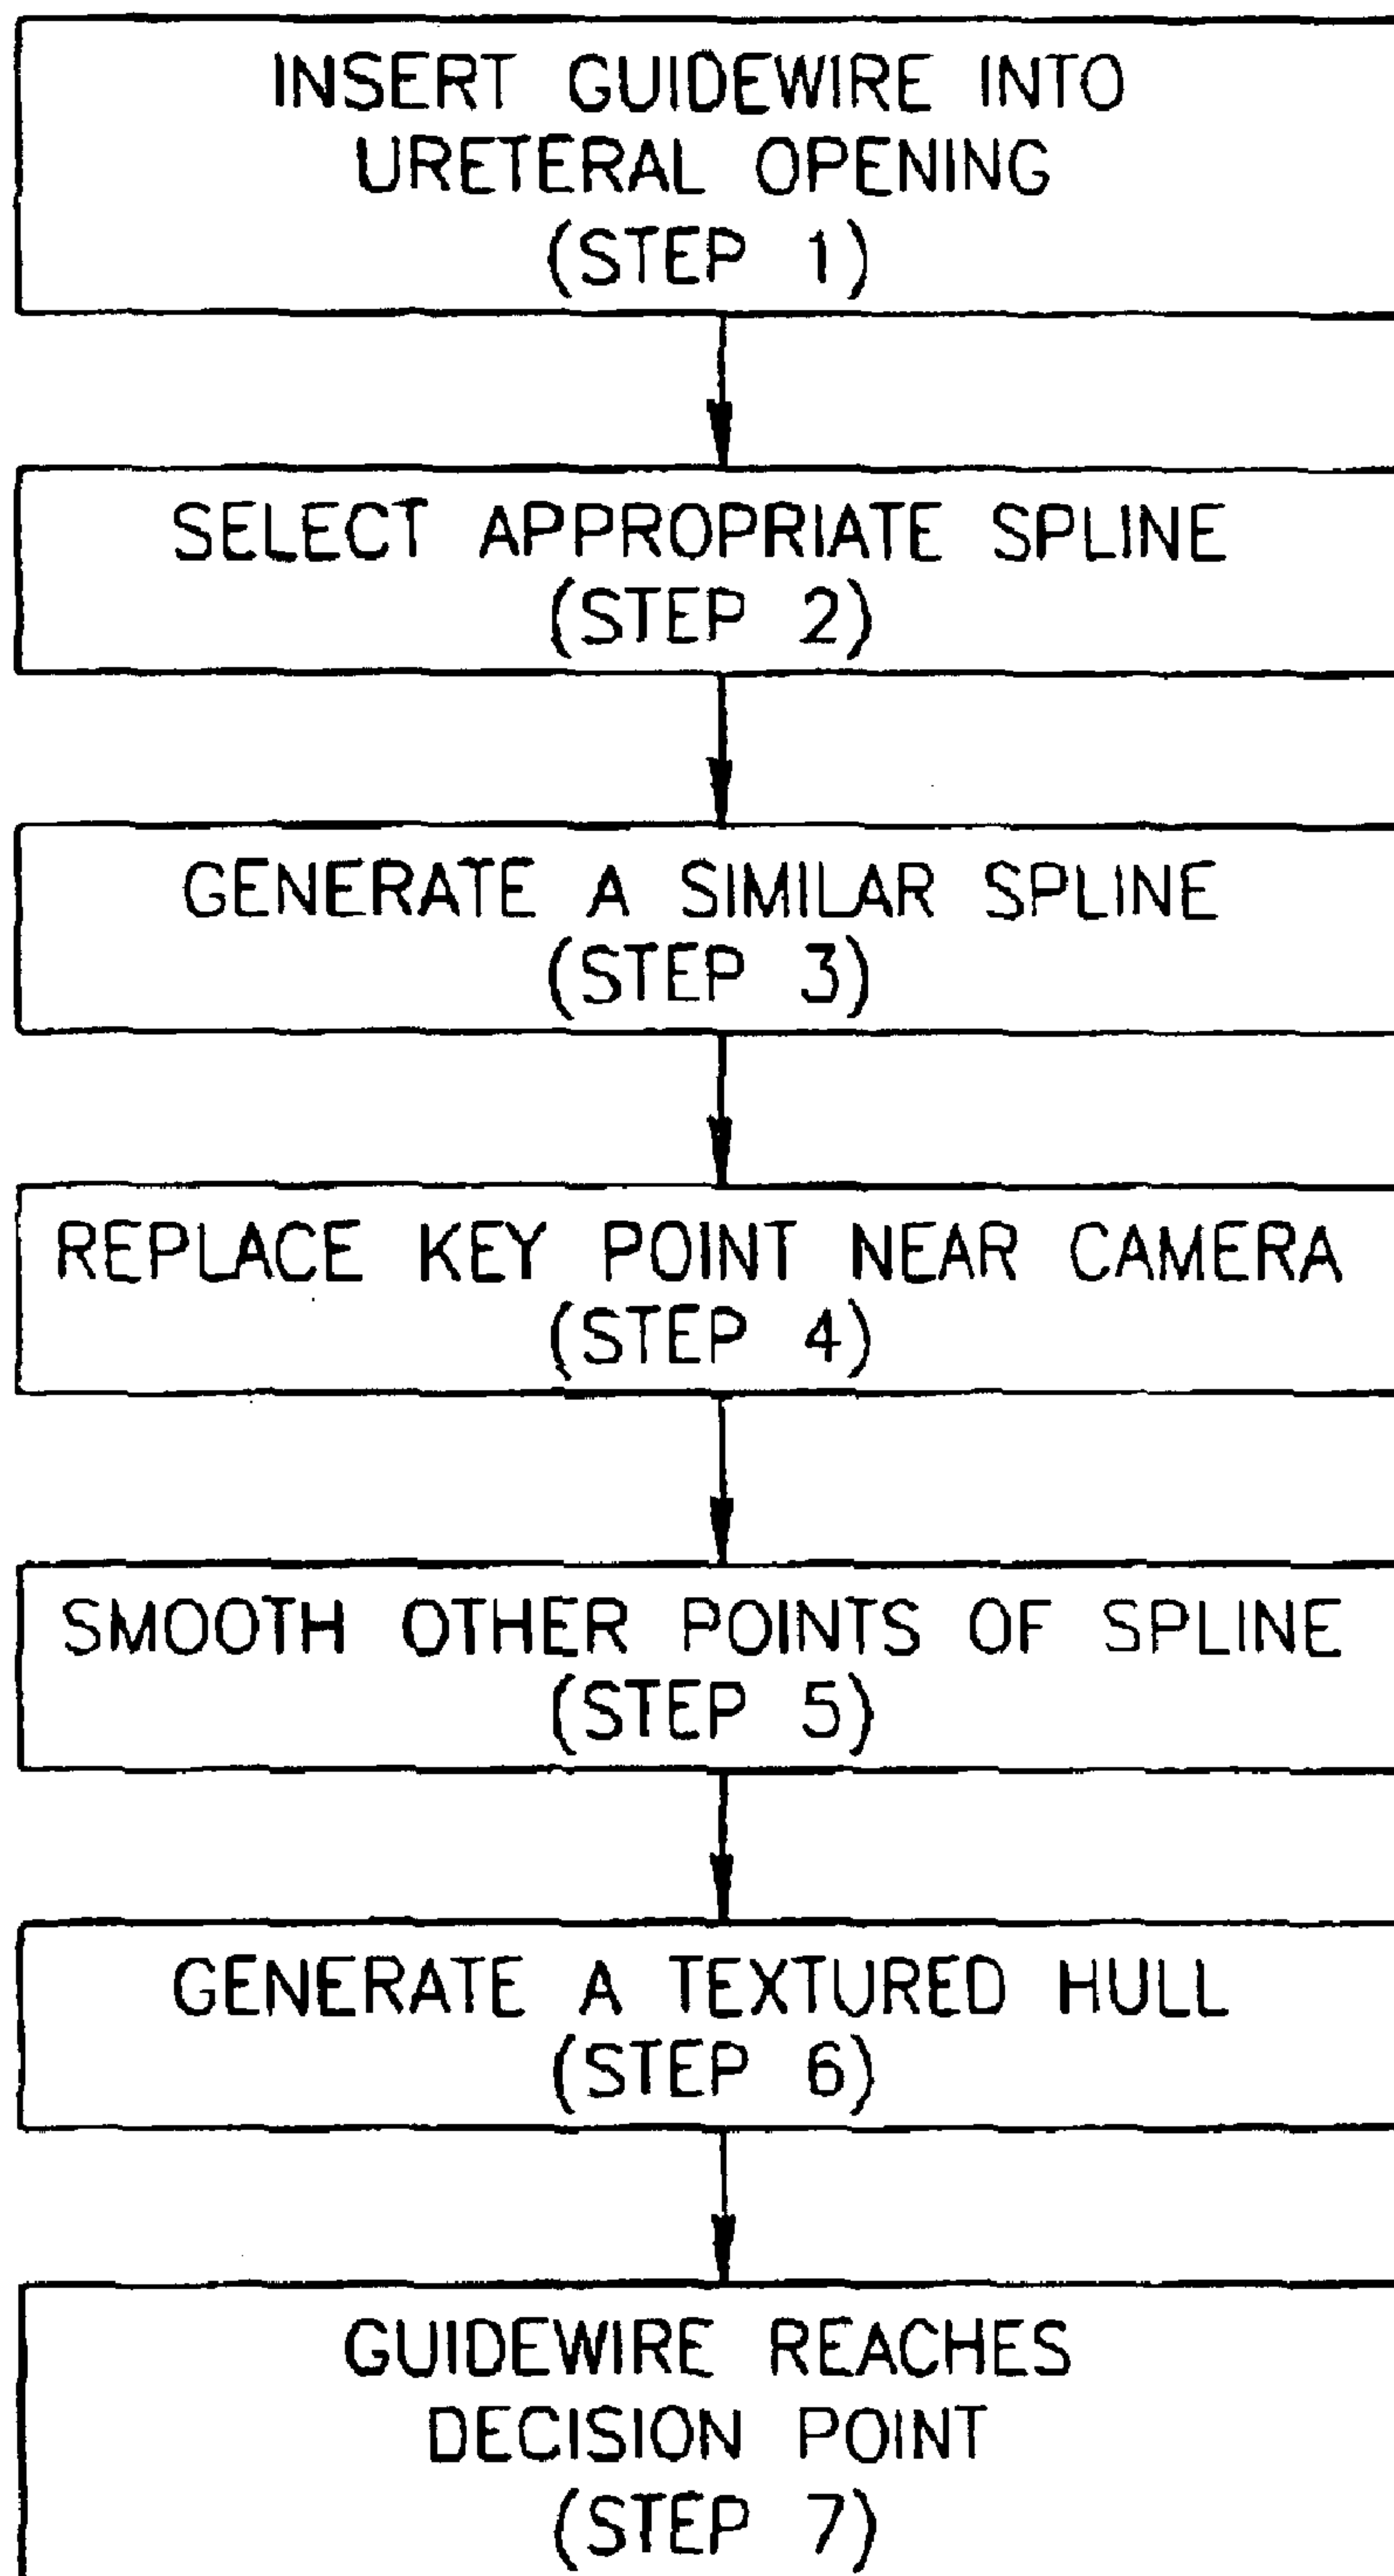 INSERT GUIDEWIRE INTO
URETERAL OPENING
(STEP 1)
SELECT APPROPRIATE SPLINE
(STEP 2)
GENERATE A SIMILAR SPLINE
(STEP 3)
REPLACE KEY POINT NEAR CAMERA
(STEP 4)
SMOOTH OTHER POINTS OF SPLINE
(STEP 5)
GENERATE A TEXTURED HULL
(STEP 6)
GUIDEWIRE REACHES
DECISION POINT
(STEP 7)